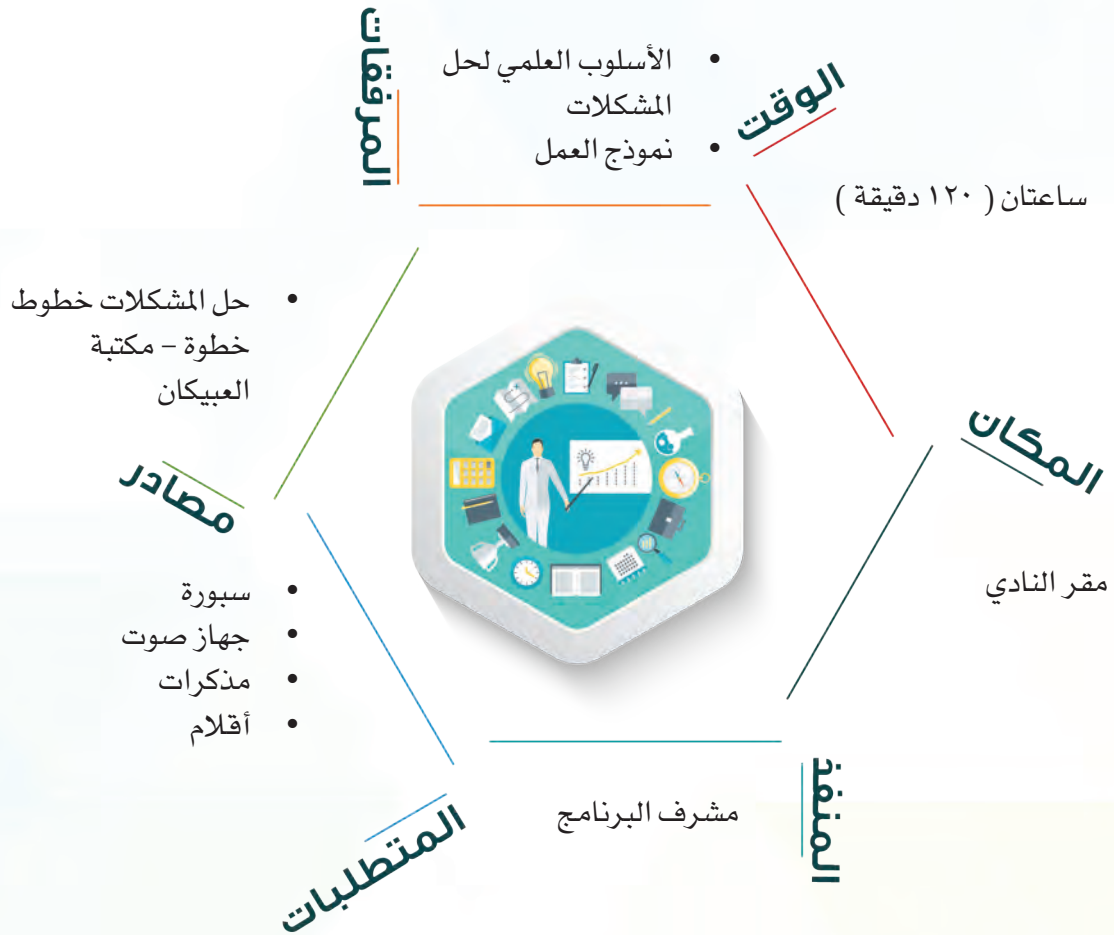 الوقت
ساعتان ( ١٢٠ دقيقة )
المكان
مقر النادي
المنفذ
مشرف البرنامج
المتطلبات
• سبورة
• جهاز صوت
• مذكرات
• أقلام
مصادر
• حل المشكلات خطوط
خطوة – مكتبة
العبيكان
المرفقات
• الأسلوب العلمي لحل
المشكلات
• نموذج العمل